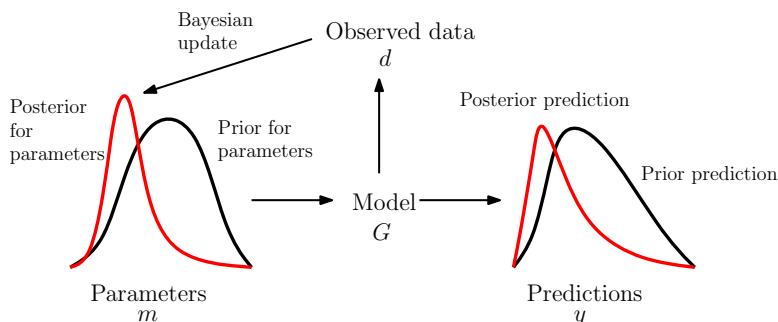 Bayesian
update
Observed data
d
Posterior
for
parameters
Prior for
parameters
Posterior prediction
Prior prediction
Model
G
Parameters
m
Predictions
y